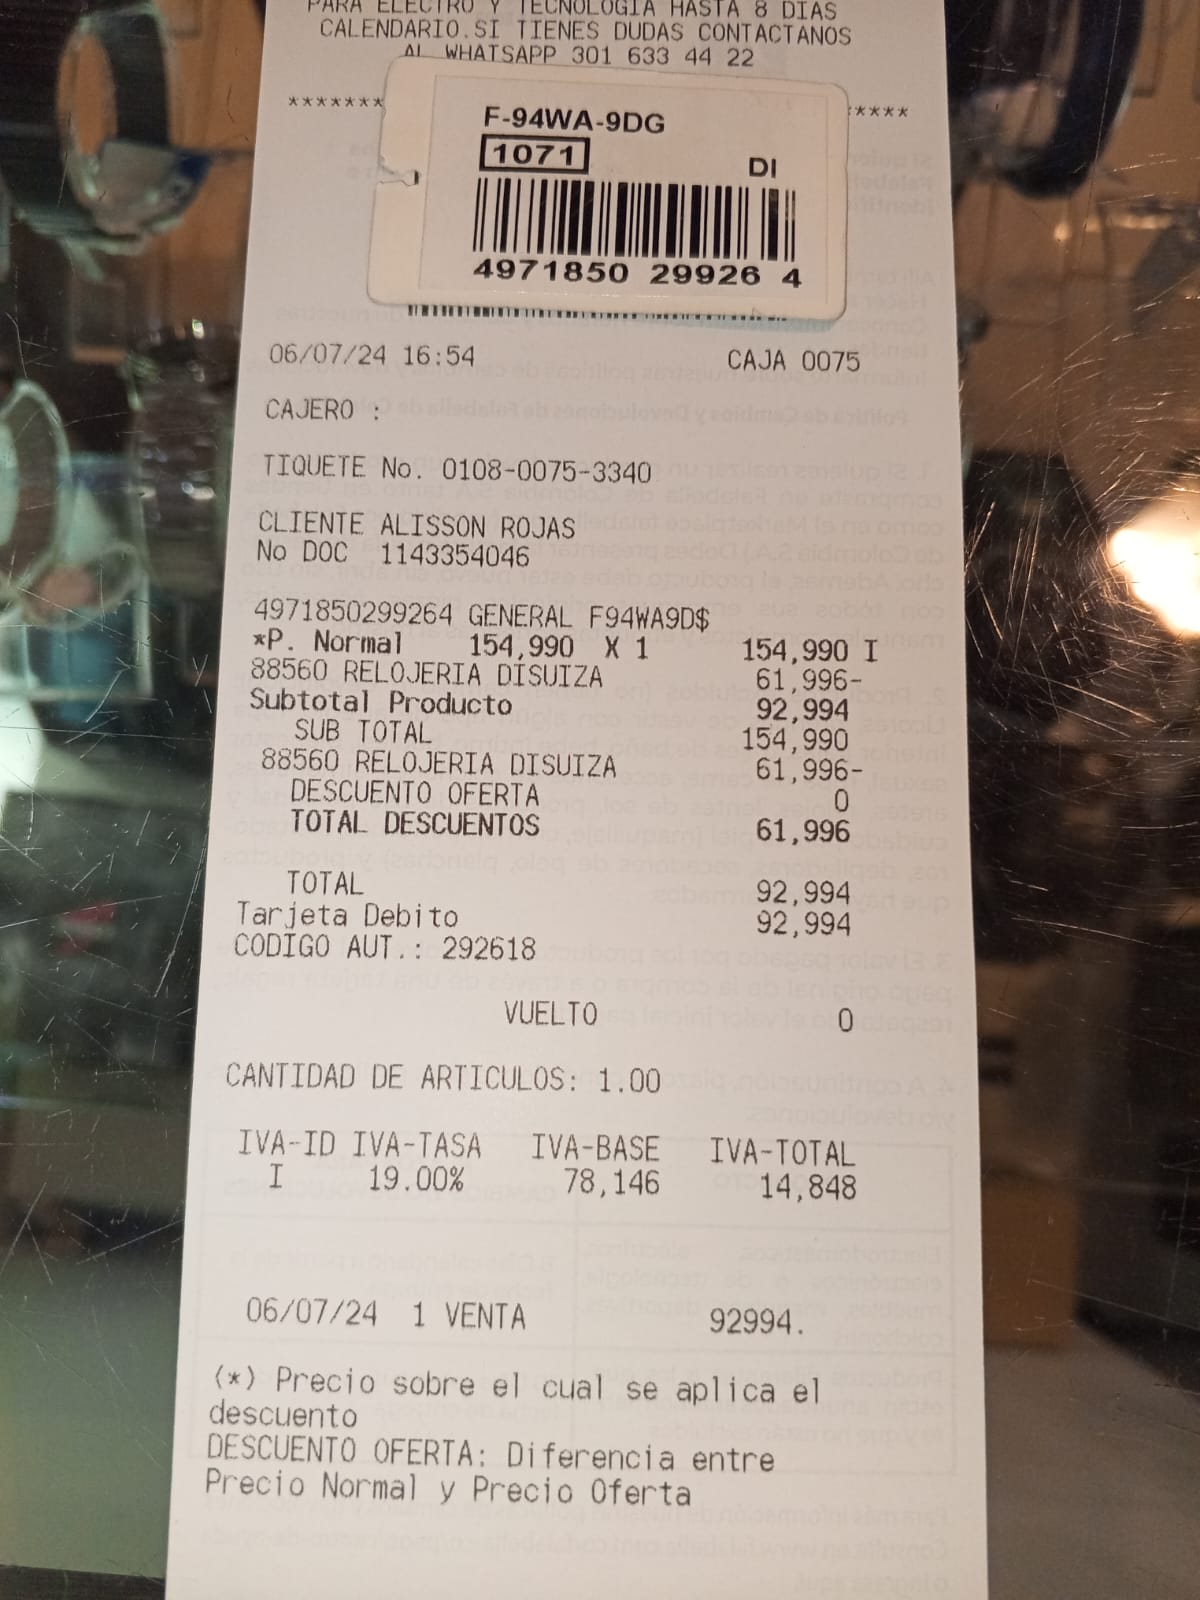 PARA ELECTRO Y TECNOLOGIA HASTA 8 DIAS
CALENDARIO.SI TIENES DUDAS CONTACTANOS
AL WHATSAPP 301 633 44 22
******* ****
F-94WA-9DG
1071
DI
4971850 29926 4
06/07/24 16:54 CAJA 0075
CAJERO :
TIQUETE No. 0108-0075-3340
CLIENTE ALISSON ROJAS
No DOC 1143354046
4971850299264 GENERAL F94WA9D$
*P. Normal 154,990 X 1 154,990 I
88560 RELOJERIA DISUIZA 61,996-
Subtotal Producto 92,994
SUB TOTAL 154,990
88560 RELOJERIA DISUIZA 61,996-
DESCUENTO OFERTA 0
TOTAL DESCUENTOS 61,996
TOTAL 92,994
Tarjeta Debito 92,994
CODIGO AUT.: 292618
VUELTO 0
CANTIDAD DE ARTICULOS: 1.00
IVA-ID IVA-TASA IVA-BASE IVA-TOTAL
I 19.00% 78,146 14,848
06/07/24 1 VENTA 92994.
(*) Precio sobre el cual se aplica el
descuento
DESCUENTO OFERTA: Diferencia entre
Precio Normal y Precio Oferta